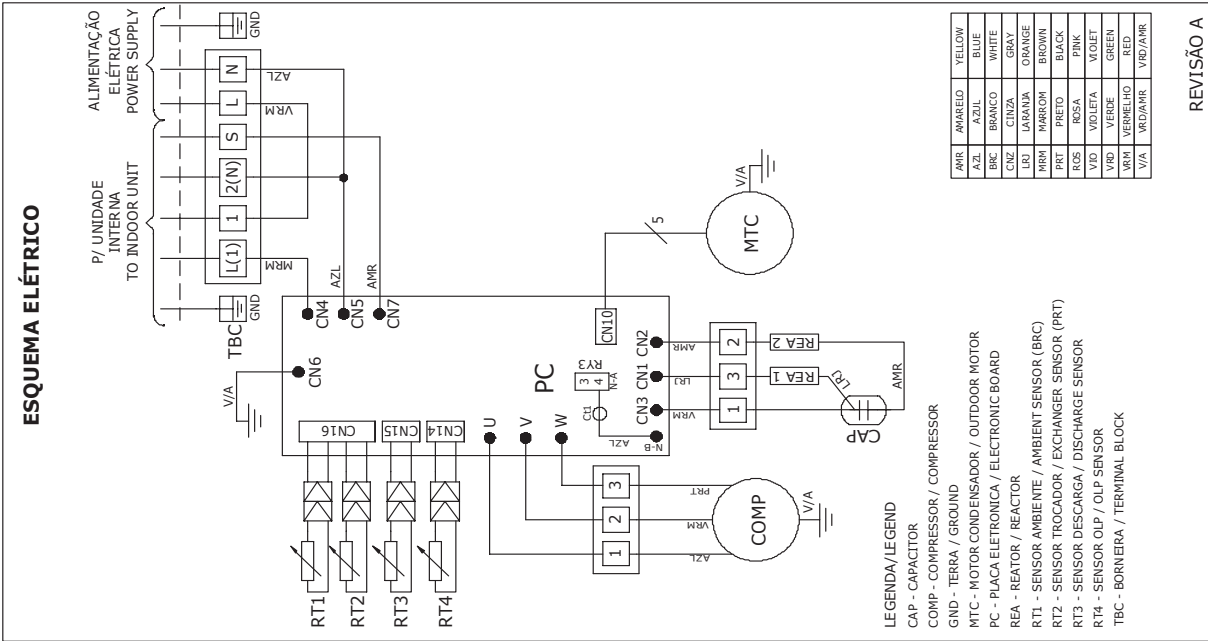 ESQUEMA ELÉTRICO
P/ UNIDADE
INTERNA
TO INDOOR UNIT
ALIMENTAÇÃO
ELÉTRICA
POWER SUPPLY
TBC
GND
L(1)
1
2(N)
S
L
N
GND
MRM
VRM
AZL
V/A
CN6
CN4
CN5
CN7
AZL
AMR
RT1
RT2
RT3
RT4
CN16
CN15
CN14
PC
U
V
W
RY3
3
4
N-A
Ct1
AZL
N-B
CN10
CN3
CN1
CN2
VRM
LRJ
AMR
5
MTC
V/A
1
2
3
AZL
VRM
PRT
COMP
V/A
1
3
2
REA 1
REA 2
LRJ
CAP
AMR
LEGENDA/LEGEND
CAP - CAPACITOR
COMP - COMPRESSOR / COMPRESSOR
GND - TERRA / GROUND
MTC - MOTOR CONDENSADOR / OUTDOOR MOTOR
PC - PLACA ELETRONICA / ELECTRONIC BOARD
REA - REATOR / REACTOR
RT1 - SENSOR AMBIENTE / AMBIENT SENSOR (BRC)
RT2 - SENSOR TROCADOR / EXCHANGER SENSOR (PRT)
RT3 - SENSOR DESCARGA / DISCHARGE SENSOR
RT4 - SENSOR OLP / OLP SENSOR
TBC - BORNEIRA / TERMINAL BLOCK
AMR AMARELO YELLOW
AZL AZUL BLUE
BRC BRANCO WHITE
CNZ CINZA GRAY
LRJ LARANJA ORANGE
MRM MARROM BROWN
PRT PRETO BLACK
ROS ROSA PINK
VIO VIOLETA VIOLET
VRD VERDE GREEN
VRM VERMELHO RED
V/A VRD/AMR VRD/AMR
REVISÃO A